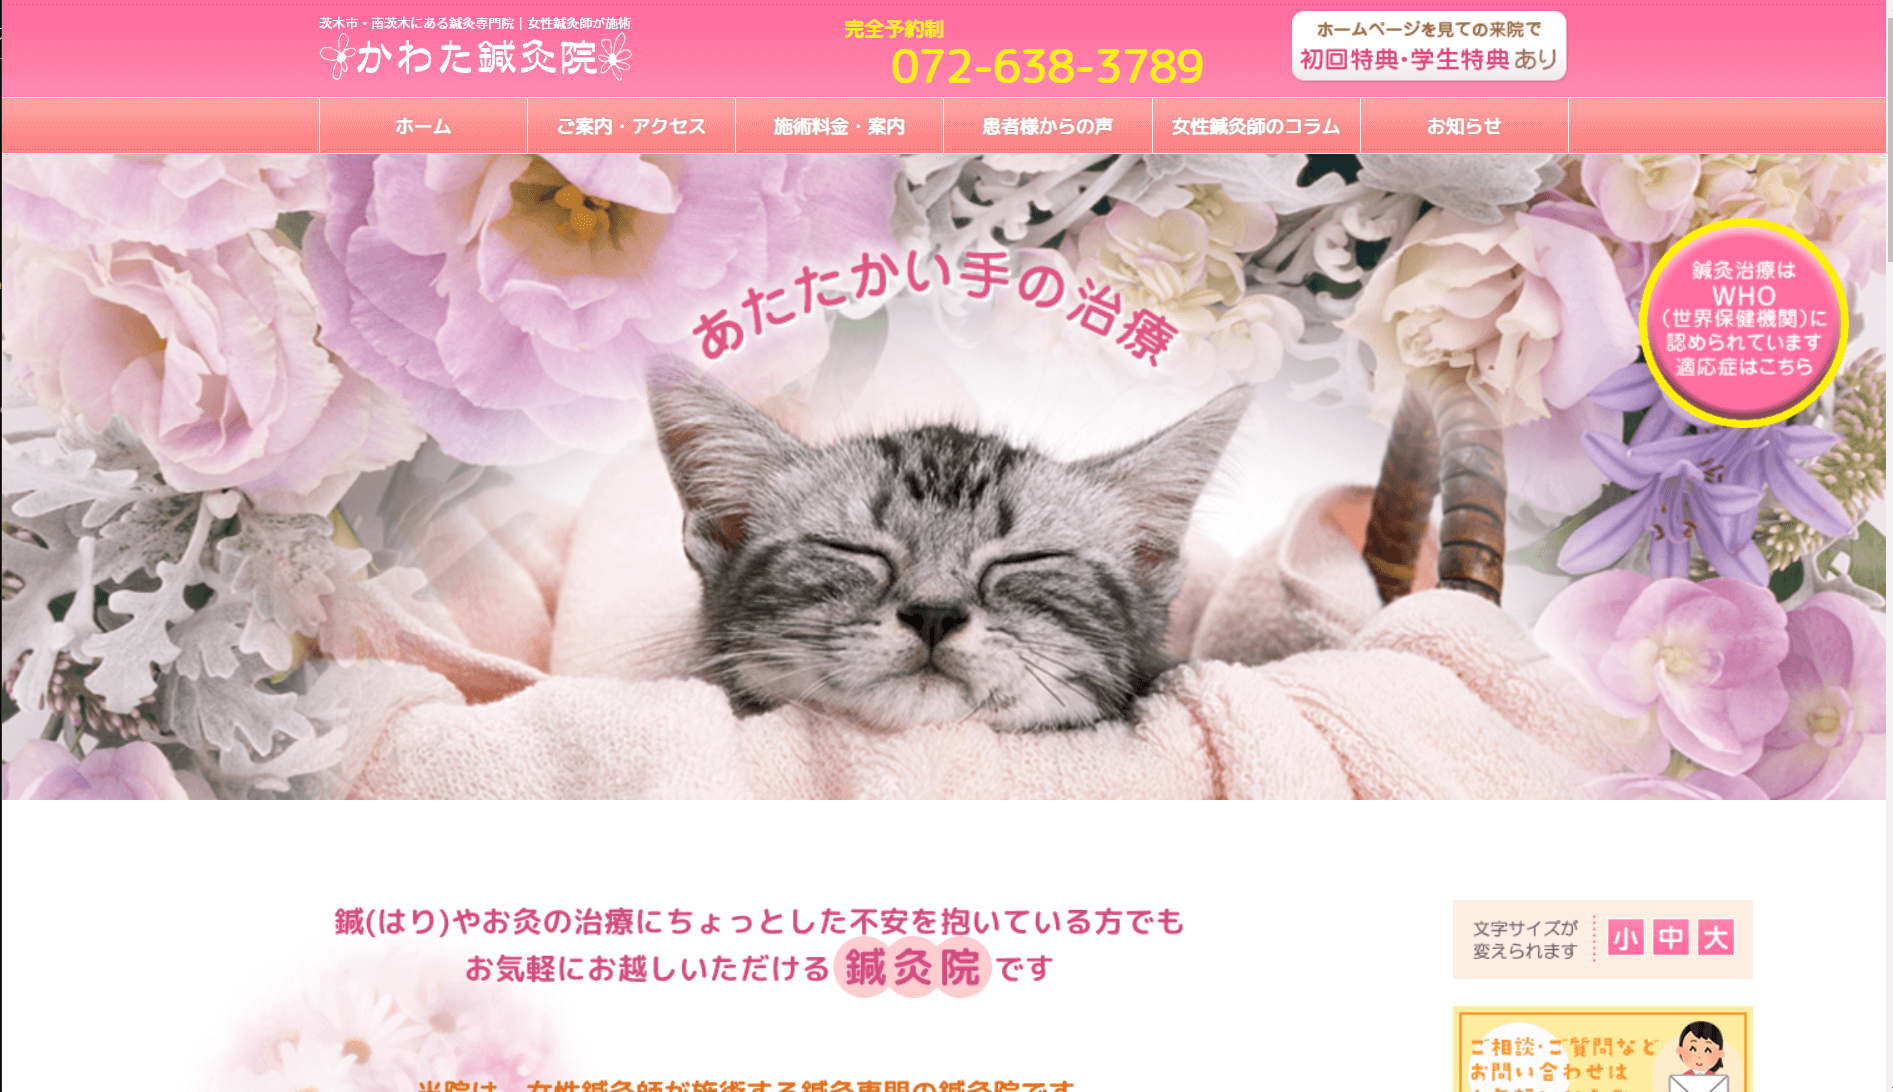 茨木市・南茨木にある鍼灸専門院｜女性鍼灸師が施術
かわた鍼灸院
完全予約制
072-638-3789
ホームページを見ての来院で
初回特典・学生特典あり
ホーム
ご案内・アクセス
施術料金・案内
患者様からの声
女性鍼灸師のコラム
お知らせ
あたたかい手の治療
鍼灸治療は
WHO
（世界保健機関）に
認められています
適応症はこちら
鍼(はり)やお灸の治療にちょっとした不安を抱いている方でも
お気軽にお越しいただける鍼灸院です
文字サイズが
変えられます
小 中 大
ご相談・ご質問など
お問い合わせは
当院は、女性鍼灸師が施術する鍼灸専門の鍼灸院です